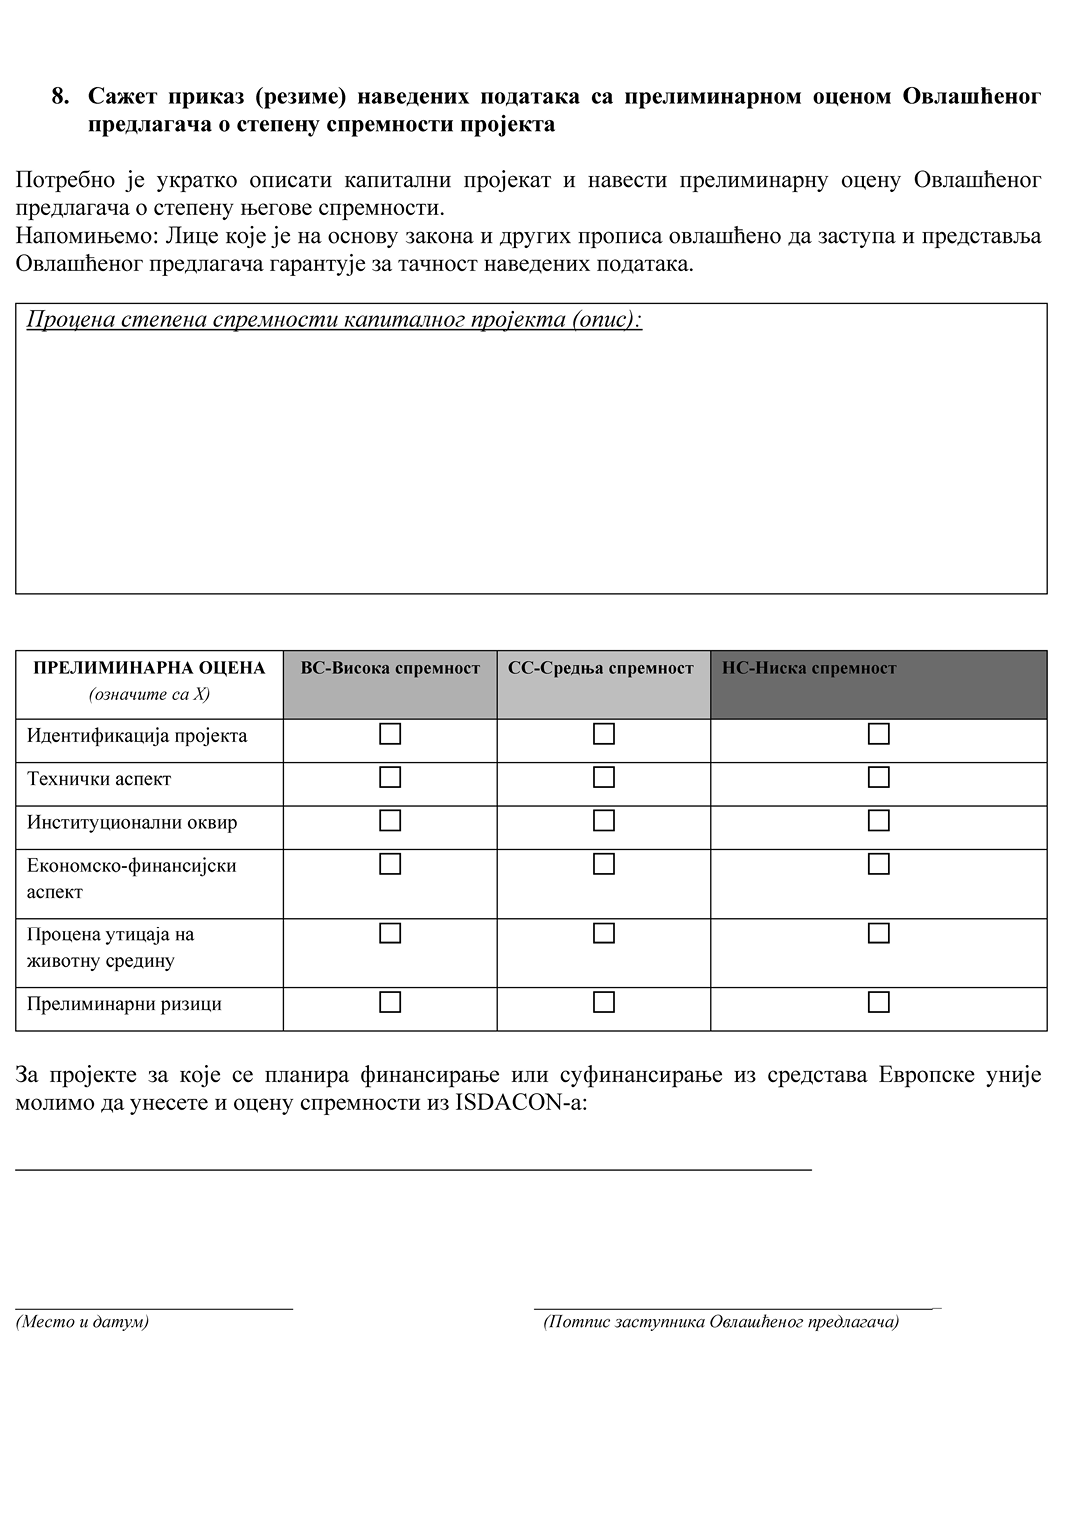 8. Сажет приказ (резиме) наведених података са прелиминарном оценом Овлашћеног
предлагача о степену спремности пројекта
Потребно је укратко описати капитални пројекат и навести прелиминарну оцену Овлашћеног
предлагача о степену његове спремности.
Напомињемо: Лице које је на основу закона и других прописа овлашћено да заступа и представља
Овлашћеног предлагача гарантује за тачност наведених података.
Процена степена спремности капиталног пројекта (опис):
ПРЕЛИМИНАРНА ОЦЕНА
(означите са X)
ВС-Висока спремност
СС-Средња спремност
НС-Ниска спремност
Идентификација пројекта
Технички аспект
Институционални оквир
Економско-финансијски
аспект
Процена утицаја на
животну средину
Прелиминарни ризици
За пројекте за које се планира финансирање или суфинансирање из средстава Европске уније
молимо да унесете и оцену спремности из ISDACON-а:
(Место и датум)
(Потпис заступника Овлашћеног предлагача)